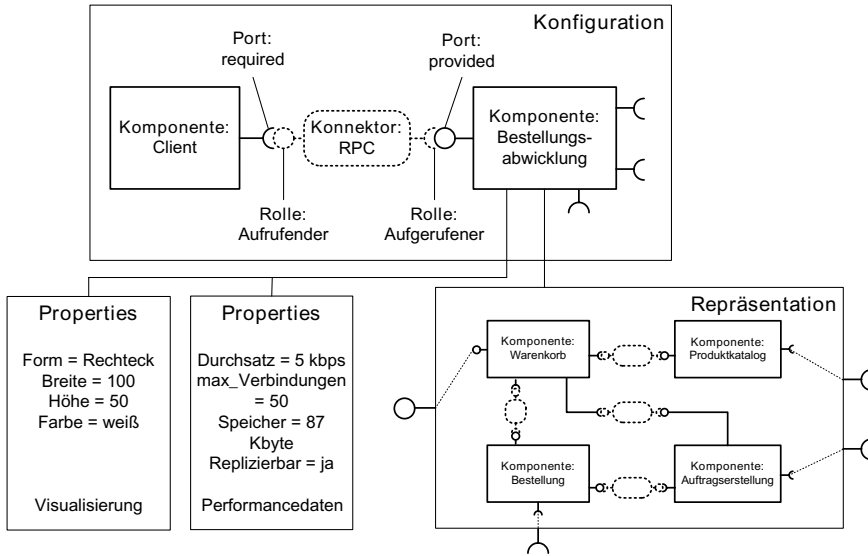 Konfiguration
Port:
required
Port:
provided
Komponente:
Client
Konnektor:
RPC
Komponente:
Bestellungs-
abwicklung
Rolle:
Aufrufender
Rolle:
Aufgerufener
Properties
Form = Rechteck
Breite = 100
Höhe = 50
Farbe = weiß
Visualisierung
Properties
Durchsatz = 5 kbps
max_Verbindungen
= 50
Speicher = 87
Kbyte
Replizierbar = ja
Performancedaten
Repräsentation
Komponente:
Warenkorb
Komponente:
Produktkatalog
Komponente:
Bestellung
Komponente:
Auftragserstellung